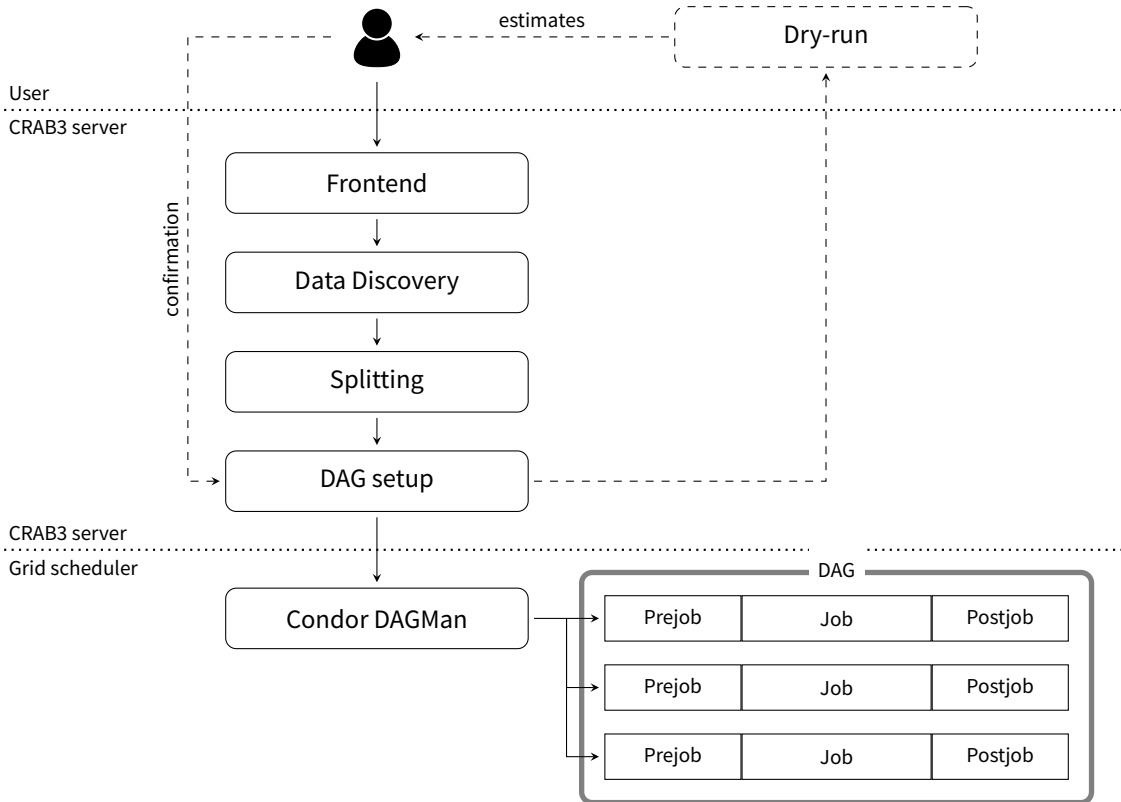 estimates
Dry-run
User
CRAB3 server
Frontend
confirmation
Data Discovery
Splitting
DAG setup
CRAB3 server
Grid scheduler
DAG
Condor DAGMan
Prejob Job Postjob
Prejob Job Postjob
Prejob Job Postjob